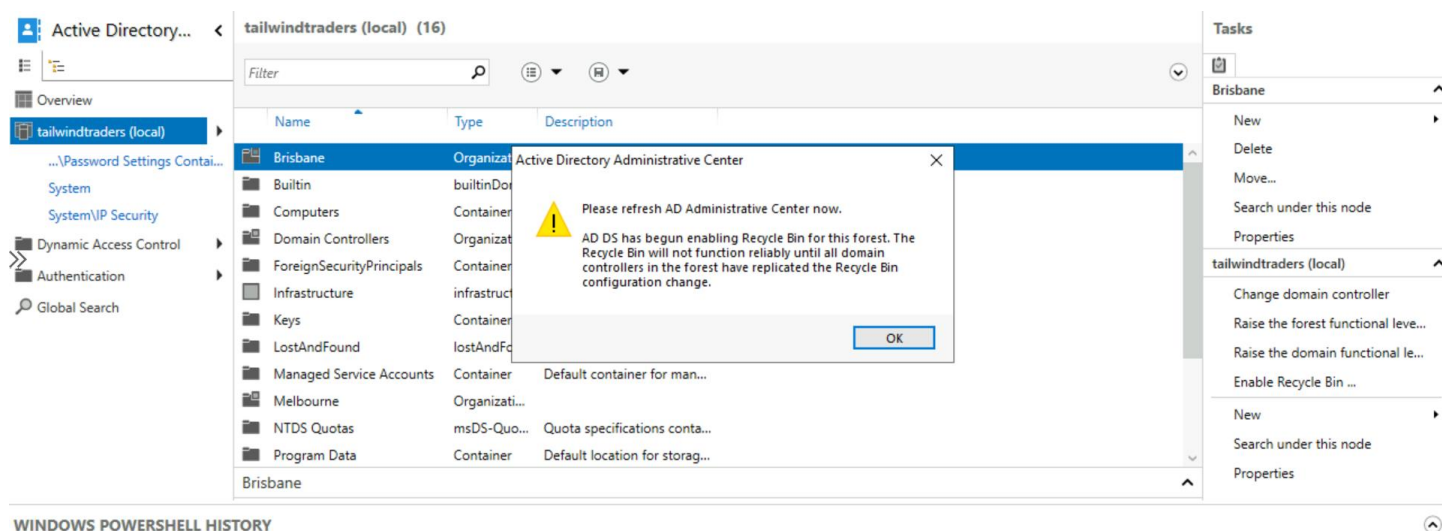 Active Directory...
tailwindtraders (local) (16)
Tasks
Filter
Overview
tailwindtraders (local)
...\Password Settings Contai...
System
System\IP Security
Dynamic Access Control
Authentication
Global Search
Name Type Description
Brisbane Organizat
Builtin builtinDo
Computers Container
Domain Controllers Organizat
ForeignSecurityPrincipals Container
Infrastructure infrastruct
Keys Container
LostAndFound lostAndFo
Managed Service Accounts Container Default container for man...
Melbourne Organizati...
NTDS Quotas msDS-Quo... Quota specifications conta...
Program Data Container Default location for storag...
Brisbane
Active Directory Administrative Center
Please refresh AD Administrative Center now.
AD DS has begun enabling Recycle Bin for this forest. The
Recycle Bin will not function reliably until all domain
controllers in the forest have replicated the Recycle Bin
configuration change.
OK
Brisbane
New
Delete
Move...
Search under this node
Properties
tailwindtraders (local)
Change domain controller
Raise the forest functional leve...
Raise the domain functional le...
Enable Recycle Bin ...
New
Search under this node
Properties
WINDOWS POWERSHELL HISTORY